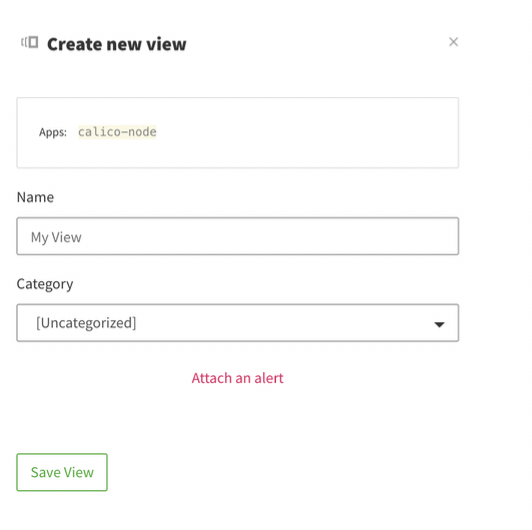 Create new view
Apps: calico-node
Name
My View
Category
[Uncategorized]
Attach an alert
Save View